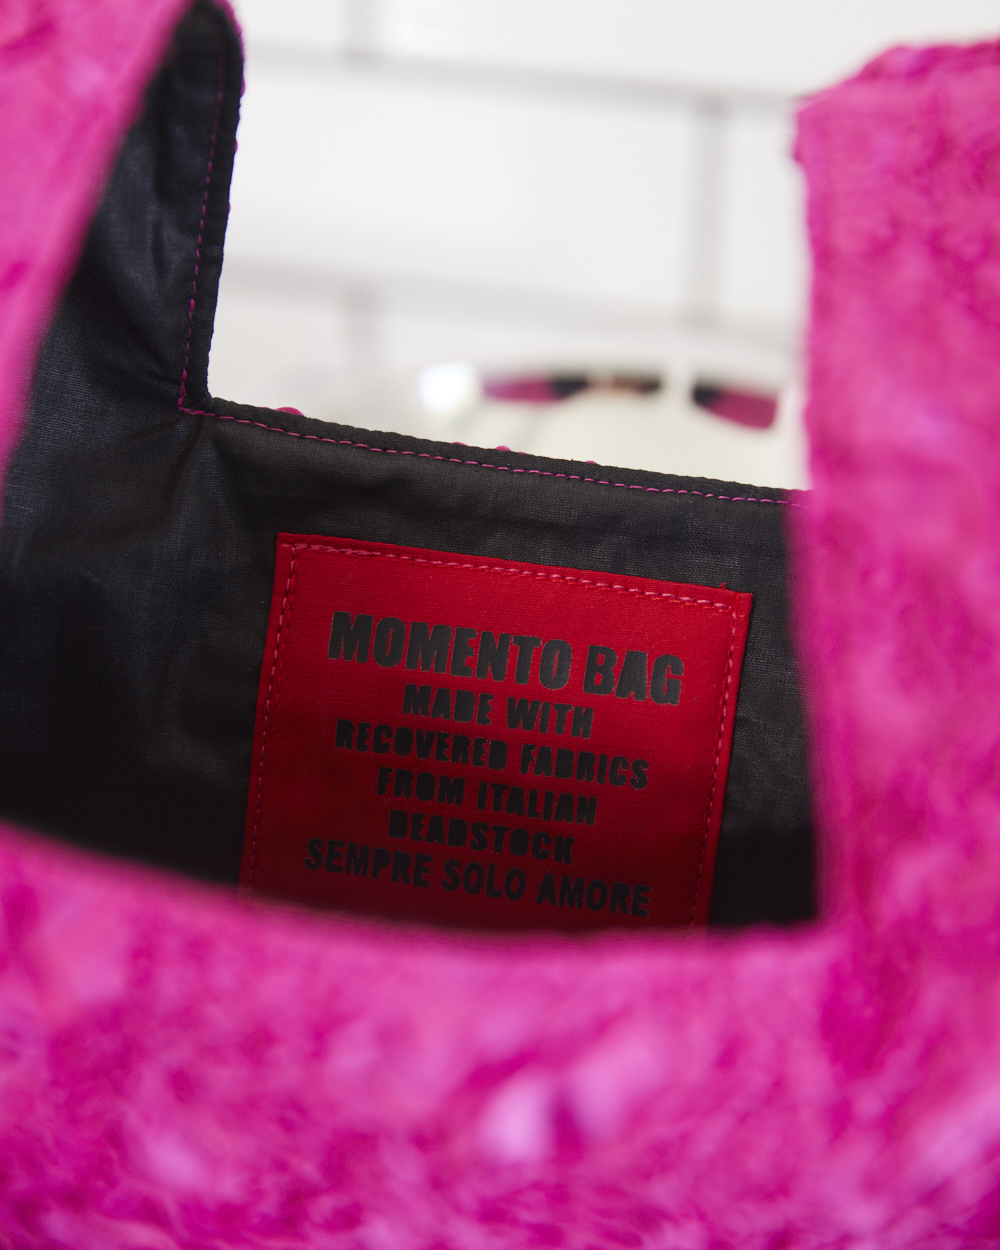 MOMENTO BAG
MADE WITH
RECOVERED FABRICS
FROM ITALIAN
DEADSTOCK
SEMPRE SOLO AMORE